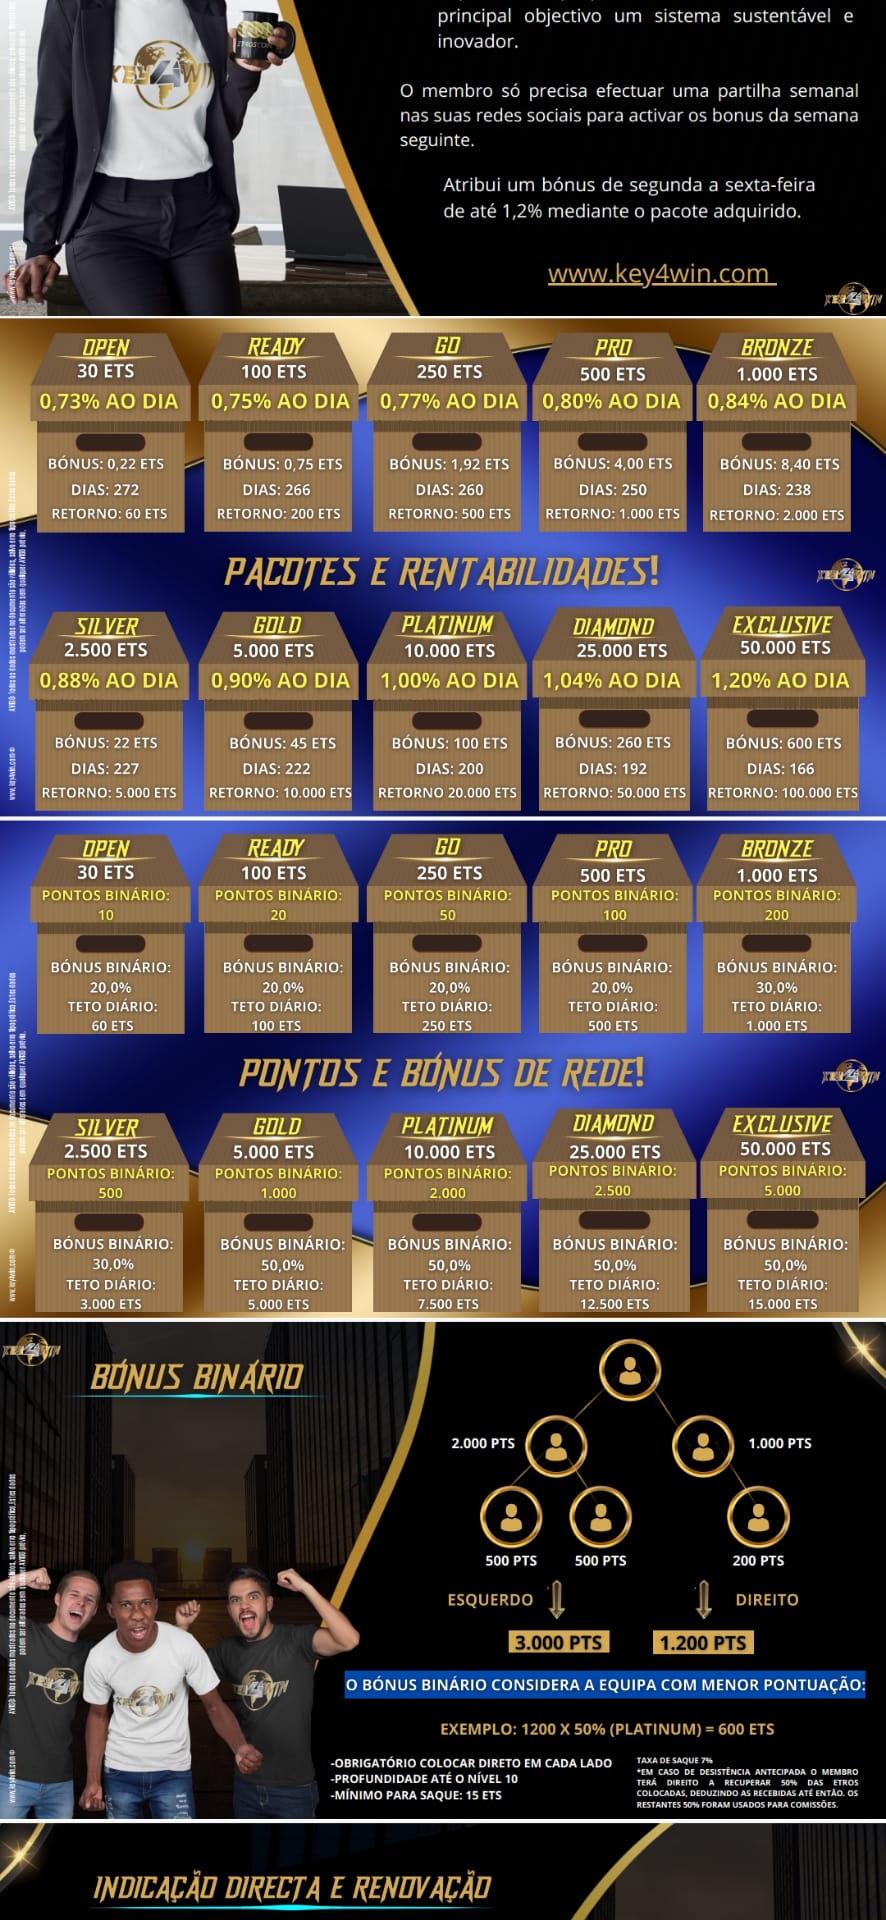 principal objectivo um sistema sustentável e
inovador.
O membro só precisa efectuar uma partilha semanal
nas suas redes sociais para activar os bonus da semana
seguinte.
Atribui um bónus de segunda a sexta-feira
de até 1,2% mediante o pacote adquirido.
www.key4win.com
KEY4WIN
OPEN
30 ETS
0,73% AO DIA
BÓNUS: 0,22 ETS
DIAS: 272
RETORNO: 60 ETS
READY
100 ETS
0,75% AO DIA
BÓNUS: 0,75 ETS
DIAS: 266
RETORNO: 200 ETS
GO
250 ETS
0,77% AO DIA
BÓNUS: 1,92 ETS
DIAS: 260
RETORNO: 500 ETS
PRO
500 ETS
0,80% AO DIA
BÓNUS: 4,00 ETS
DIAS: 250
RETORNO: 1.000 ETS
BRONZE
1.000 ETS
0,84% AO DIA
BÓNUS: 8,40 ETS
DIAS: 238
RETORNO: 2.000 ETS
PACOTES E RENTABILIDADES!
SILVER
2.500 ETS
0,88% AO DIA
BÓNUS: 22 ETS
DIAS: 227
RETORNO: 5.000 ETS
GOLD
5.000 ETS
0,90% AO DIA
BÓNUS: 45 ETS
DIAS: 222
RETORNO: 10.000 ETS
PLATINUM
10.000 ETS
1,00% AO DIA
BÓNUS: 100 ETS
DIAS: 200
RETORNO 20.000 ETS
DIAMOND
25.000 ETS
1,04% AO DIA
BÓNUS: 260 ETS
DIAS: 192
RETORNO: 50.000 ETS
EXCLUSIVE
50.000 ETS
1,20% AO DIA
BÓNUS: 600 ETS
DIAS: 166
RETORNO: 100.000 ETS
OPEN
30 ETS
PONTOS BINÁRIO:
10
BÓNUS BINÁRIO:
20,0%
TETO DIÁRIO:
60 ETS
READY
100 ETS
PONTOS BINÁRIO:
20
BÓNUS BINÁRIO:
20,0%
TETO DIÁRIO:
100 ETS
GO
250 ETS
PONTOS BINÁRIO:
50
BÓNUS BINÁRIO:
20,0%
TETO DIÁRIO:
250 ETS
PRO
500 ETS
PONTOS BINÁRIO:
100
BÓNUS BINÁRIO:
20,0%
TETO DIÁRIO:
500 ETS
BRONZE
1.000 ETS
PONTOS BINÁRIO:
200
BÓNUS BINÁRIO:
30,0%
TETO DIÁRIO:
1.000 ETS
PONTOS E BÓNUS DE REDE!
SILVER
2.500 ETS
PONTOS BINÁRIO:
500
BÓNUS BINÁRIO:
30,0%
TETO DIÁRIO:
3.000 ETS
GOLD
5.000 ETS
PONTOS BINÁRIO:
1.000
BÓNUS BINÁRIO:
50,0%
TETO DIÁRIO:
5.000 ETS
PLATINUM
10.000 ETS
PONTOS BINÁRIO:
2.000
BÓNUS BINÁRIO:
50,0%
TETO DIÁRIO:
7.500 ETS
DIAMOND
25.000 ETS
PONTOS BINÁRIO:
2.500
BÓNUS BINÁRIO:
50,0%
TETO DIÁRIO:
12.500 ETS
EXCLUSIVE
50.000 ETS
PONTOS BINÁRIO:
5.000
BÓNUS BINÁRIO:
50,0%
TETO DIÁRIO:
15.000 ETS
BÓNUS BINÁRIO
2.000 PTS
1.000 PTS
500 PTS
500 PTS
200 PTS
ESQUERDO
DIREITO
3.000 PTS
1.200 PTS
O BÓNUS BINÁRIO CONSIDERA A EQUIPA COM MENOR PONTUAÇÃO:
EXEMPLO: 1200 X 50% (PLATINUM) = 600 ETS
-OBRIGATÓRIO COLOCAR DIRETO EM CADA LADO
-PROFUNDIDADE ATÉ O NÍVEL 10
-MÍNIMO PARA SAQUE: 15 ETS
TAXA DE SAQUE 7%
*EM CASO DE DESISTÊNCIA ANTECIPADA O MEMBRO
TERÁ DIREITO A RECUPERAR 50% DAS ETROS
COLOCADAS, DEDUZINDO AS RECEBIDAS ATÉ ENTÃO. OS
RESTANTES 50% FORAM USADOS PARA COMISSÕES.
INDICAÇÃO DIRECTA E RENOVAÇÃO